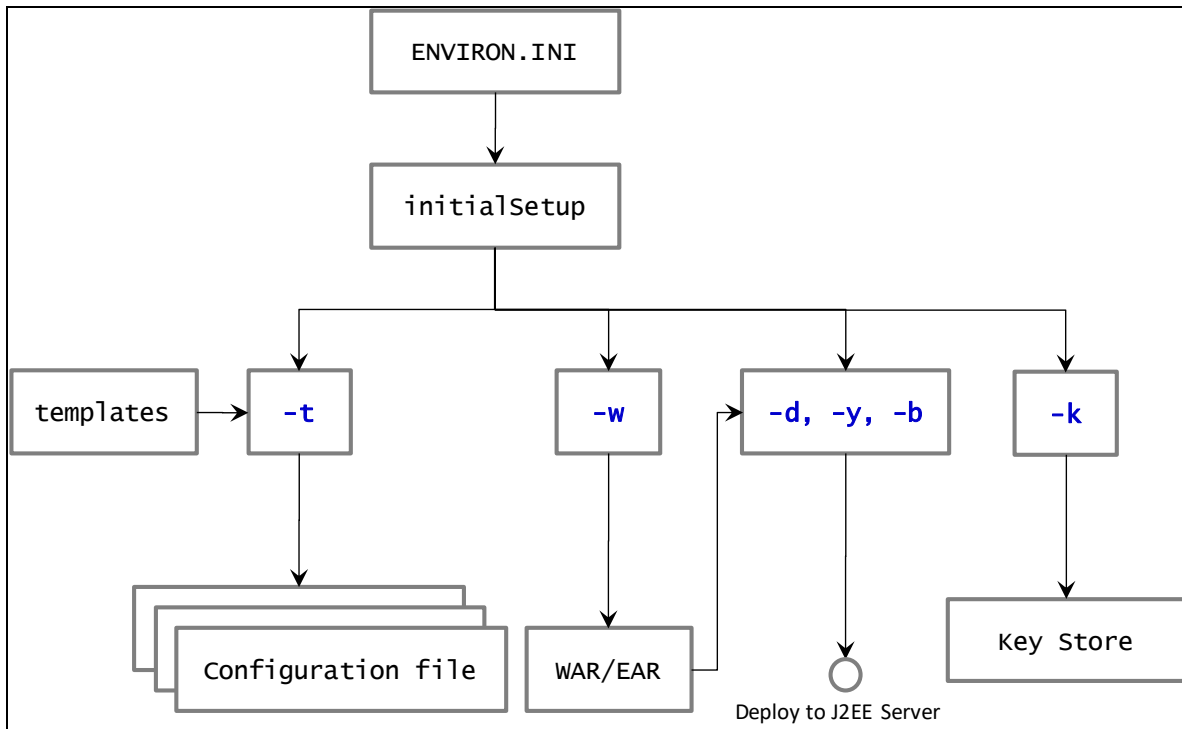 ENVIRON.INI
initialSetup
templates
-t
-w
-d, -y, -b
-k
Configuration file
WAR/EAR
Key Store
Deploy to J2EE Server